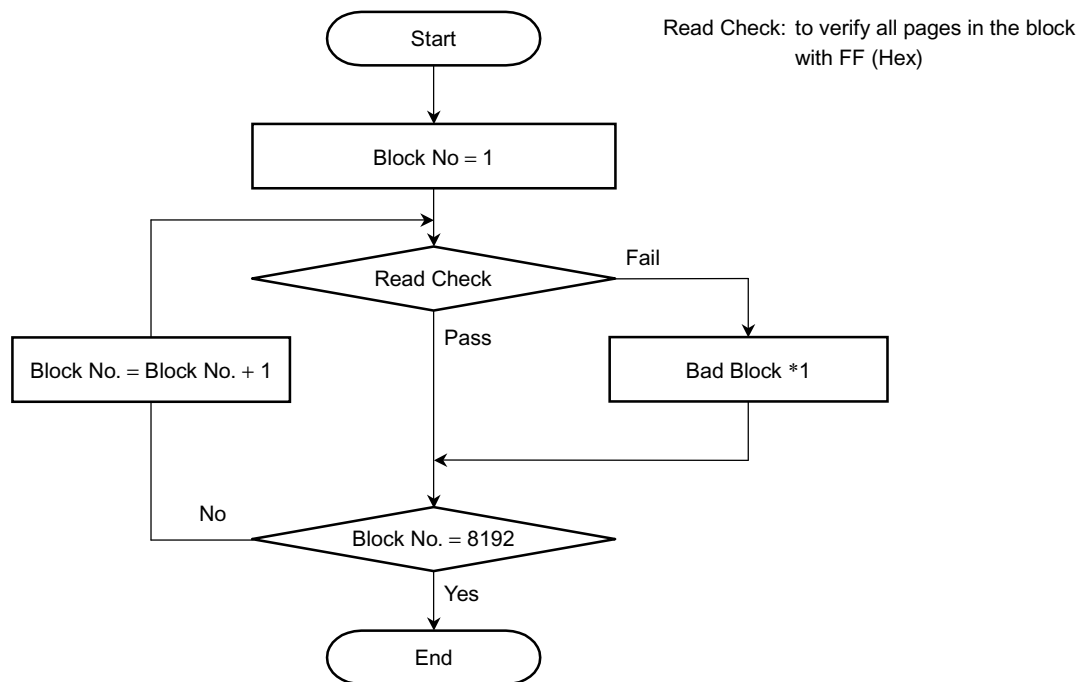 Start
Read Check: to verify all pages in the block
with FF (Hex)
Block No = 1
Read Check
Fail
Pass
Block No. = Block No. + 1
Bad Block *1
No
Block No. = 8192
Yes
End